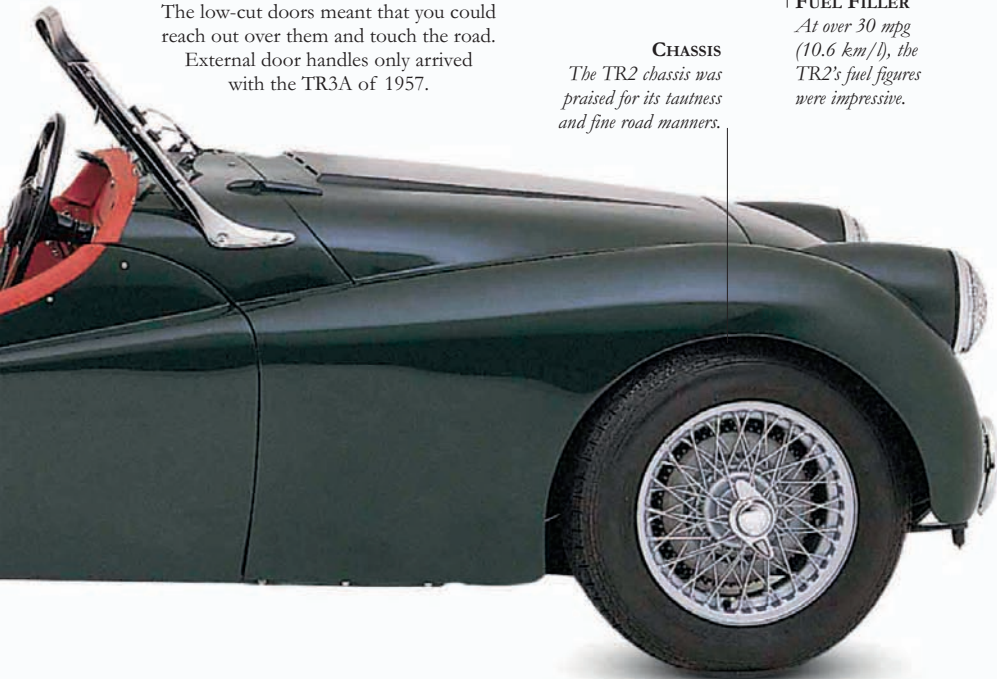 The low-cut doors meant that you could
reach out over them and touch the road.
External door handles only arrived
with the TR3A of 1957.
CHASSIS
The TR2 chassis was
praised for its tautness
and fine road manners.
FUEL FILLER
At over 30 mpg
(10.6 km/l), the
TR2's fuel figures
were impressive.